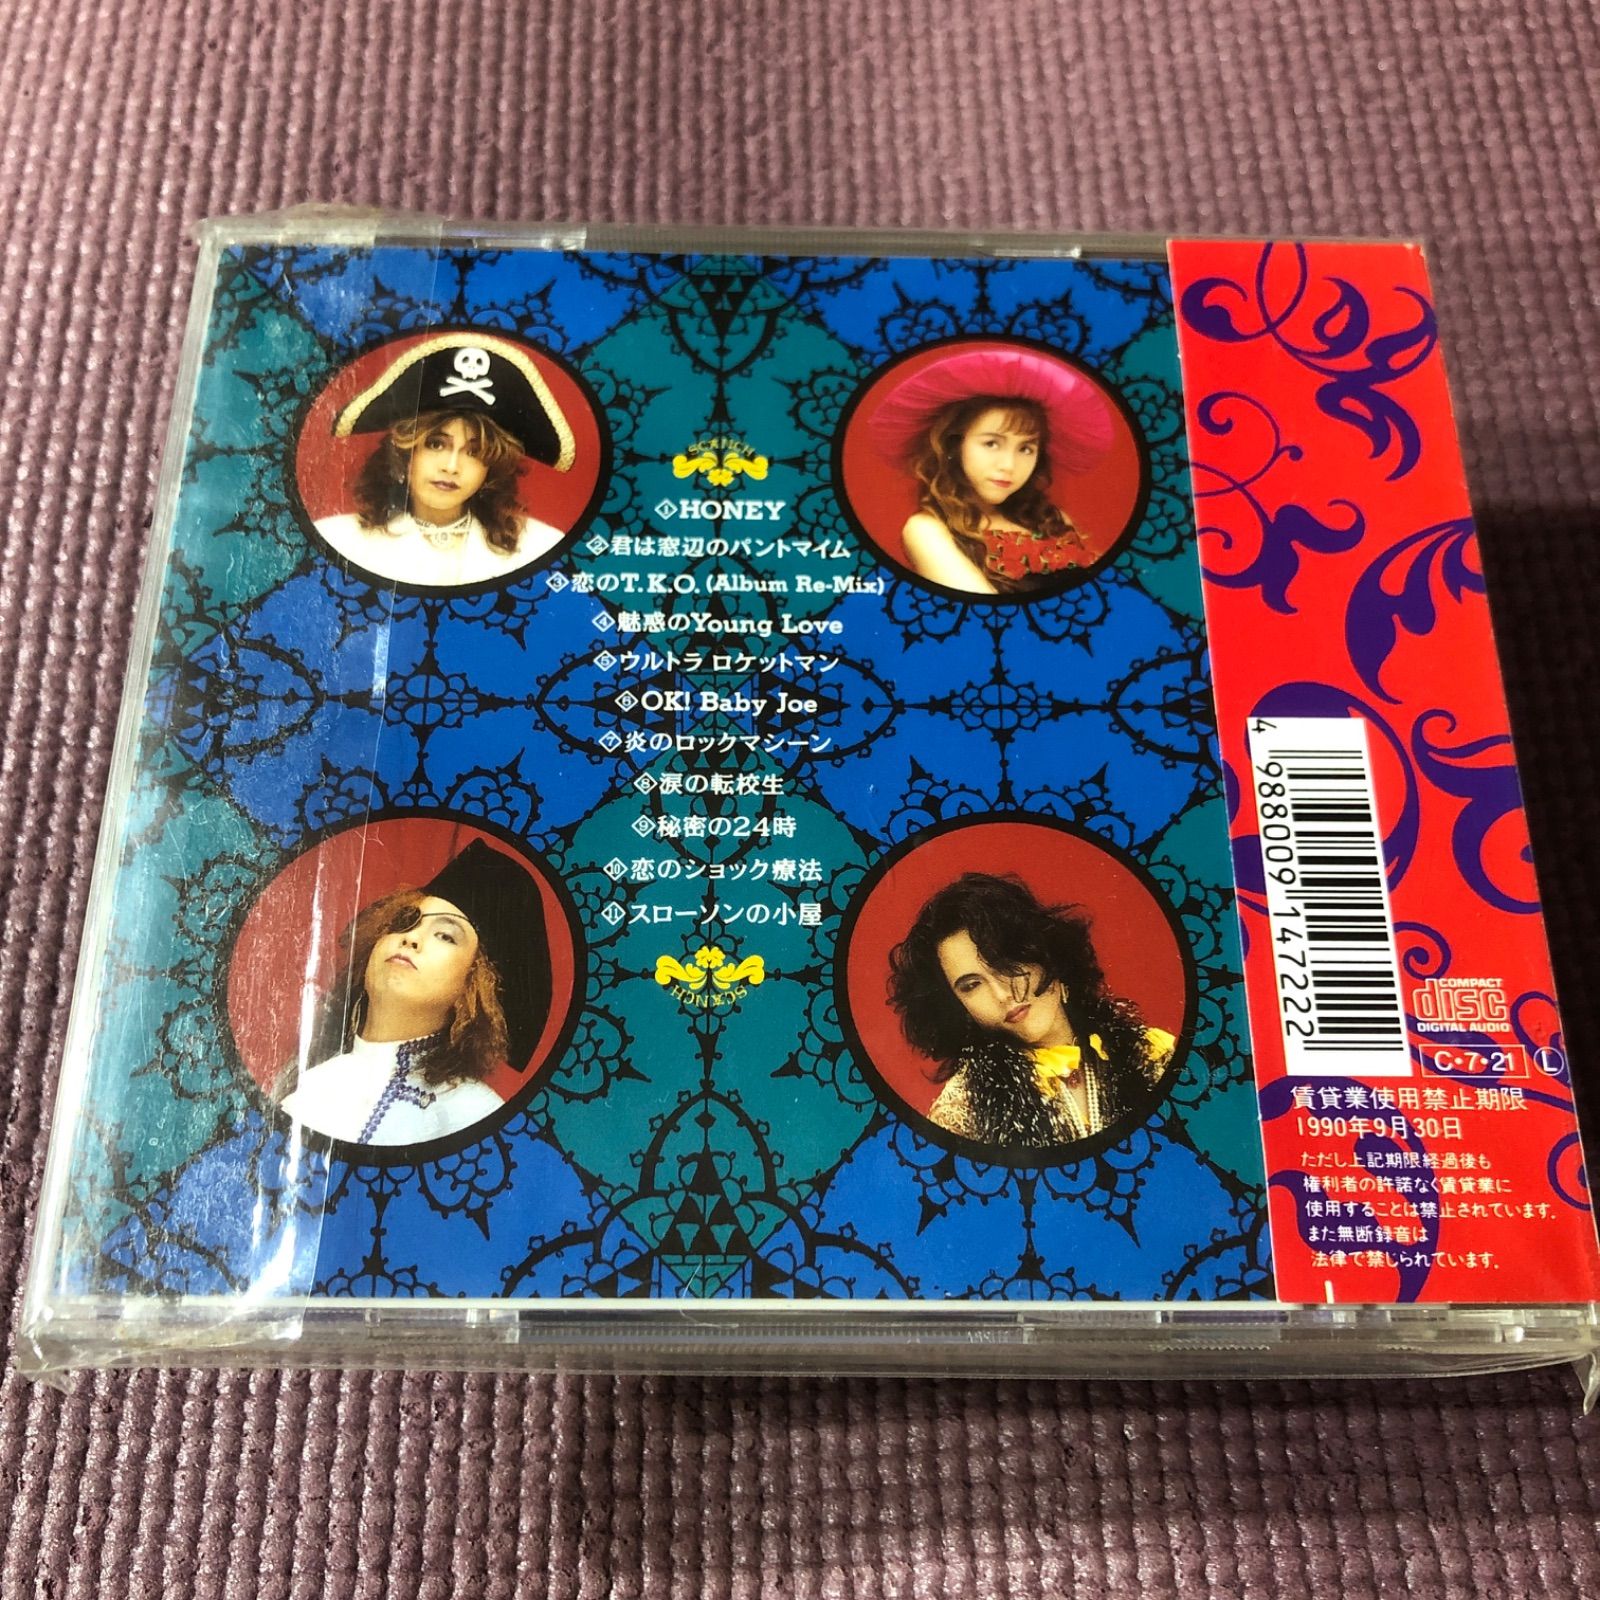 SCANCH
①HONEY
②君は窓辺のパントマイム
③恋のT.K.O. (Album Re-Mix)
④魅惑のYoung Love
⑤ウルトラ ロケットマン
⑥OK! Baby Joe
⑦炎のロックマシーン
⑧涙の転校生
⑨秘密の24時
⑩恋のショック療法
⑪スローソンの小屋
SCANCH
4 988009 147222
COMPACT
disc
DIGITAL AUDIO
C・7・21 Ⓛ
賃貸業使用禁止期限
1990年9月30日
ただし上記期限経過後も
権利者の許諾なく賃貸業に
使用することは禁止されています。
また無断録音は
法律で禁じられています。